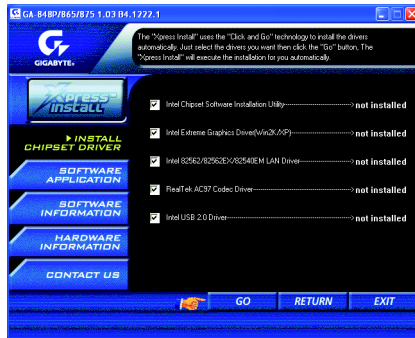 GA-848P/865/875 1.03 B4.1222.1
The "Xpress Install" uses the "Click and Go" technology to install the drivers
automatically. Just select the drivers you want then click the "Go" button. The
"Xpress Install" will execute the installation for you automatically.
GIGABYTE
Xpress-
INSTALL
INSTALL
CHIPSET DRIVER
SOFTWARE
APPLICATION
SOFTWARE
INFORMATION
HARDWARE
INFORMATION
CONTACT US
Intel Chipset Software Installation Utility not installed
Intel Extreme Graphics Driver(Win2K/XP) not installed
Intel 82562/82562EX/82540EM LAN Driver not installed
RealTek AC97 Codec Driver not installed
Intel USB 2.0 Driver not installed
GO RETURN EXIT